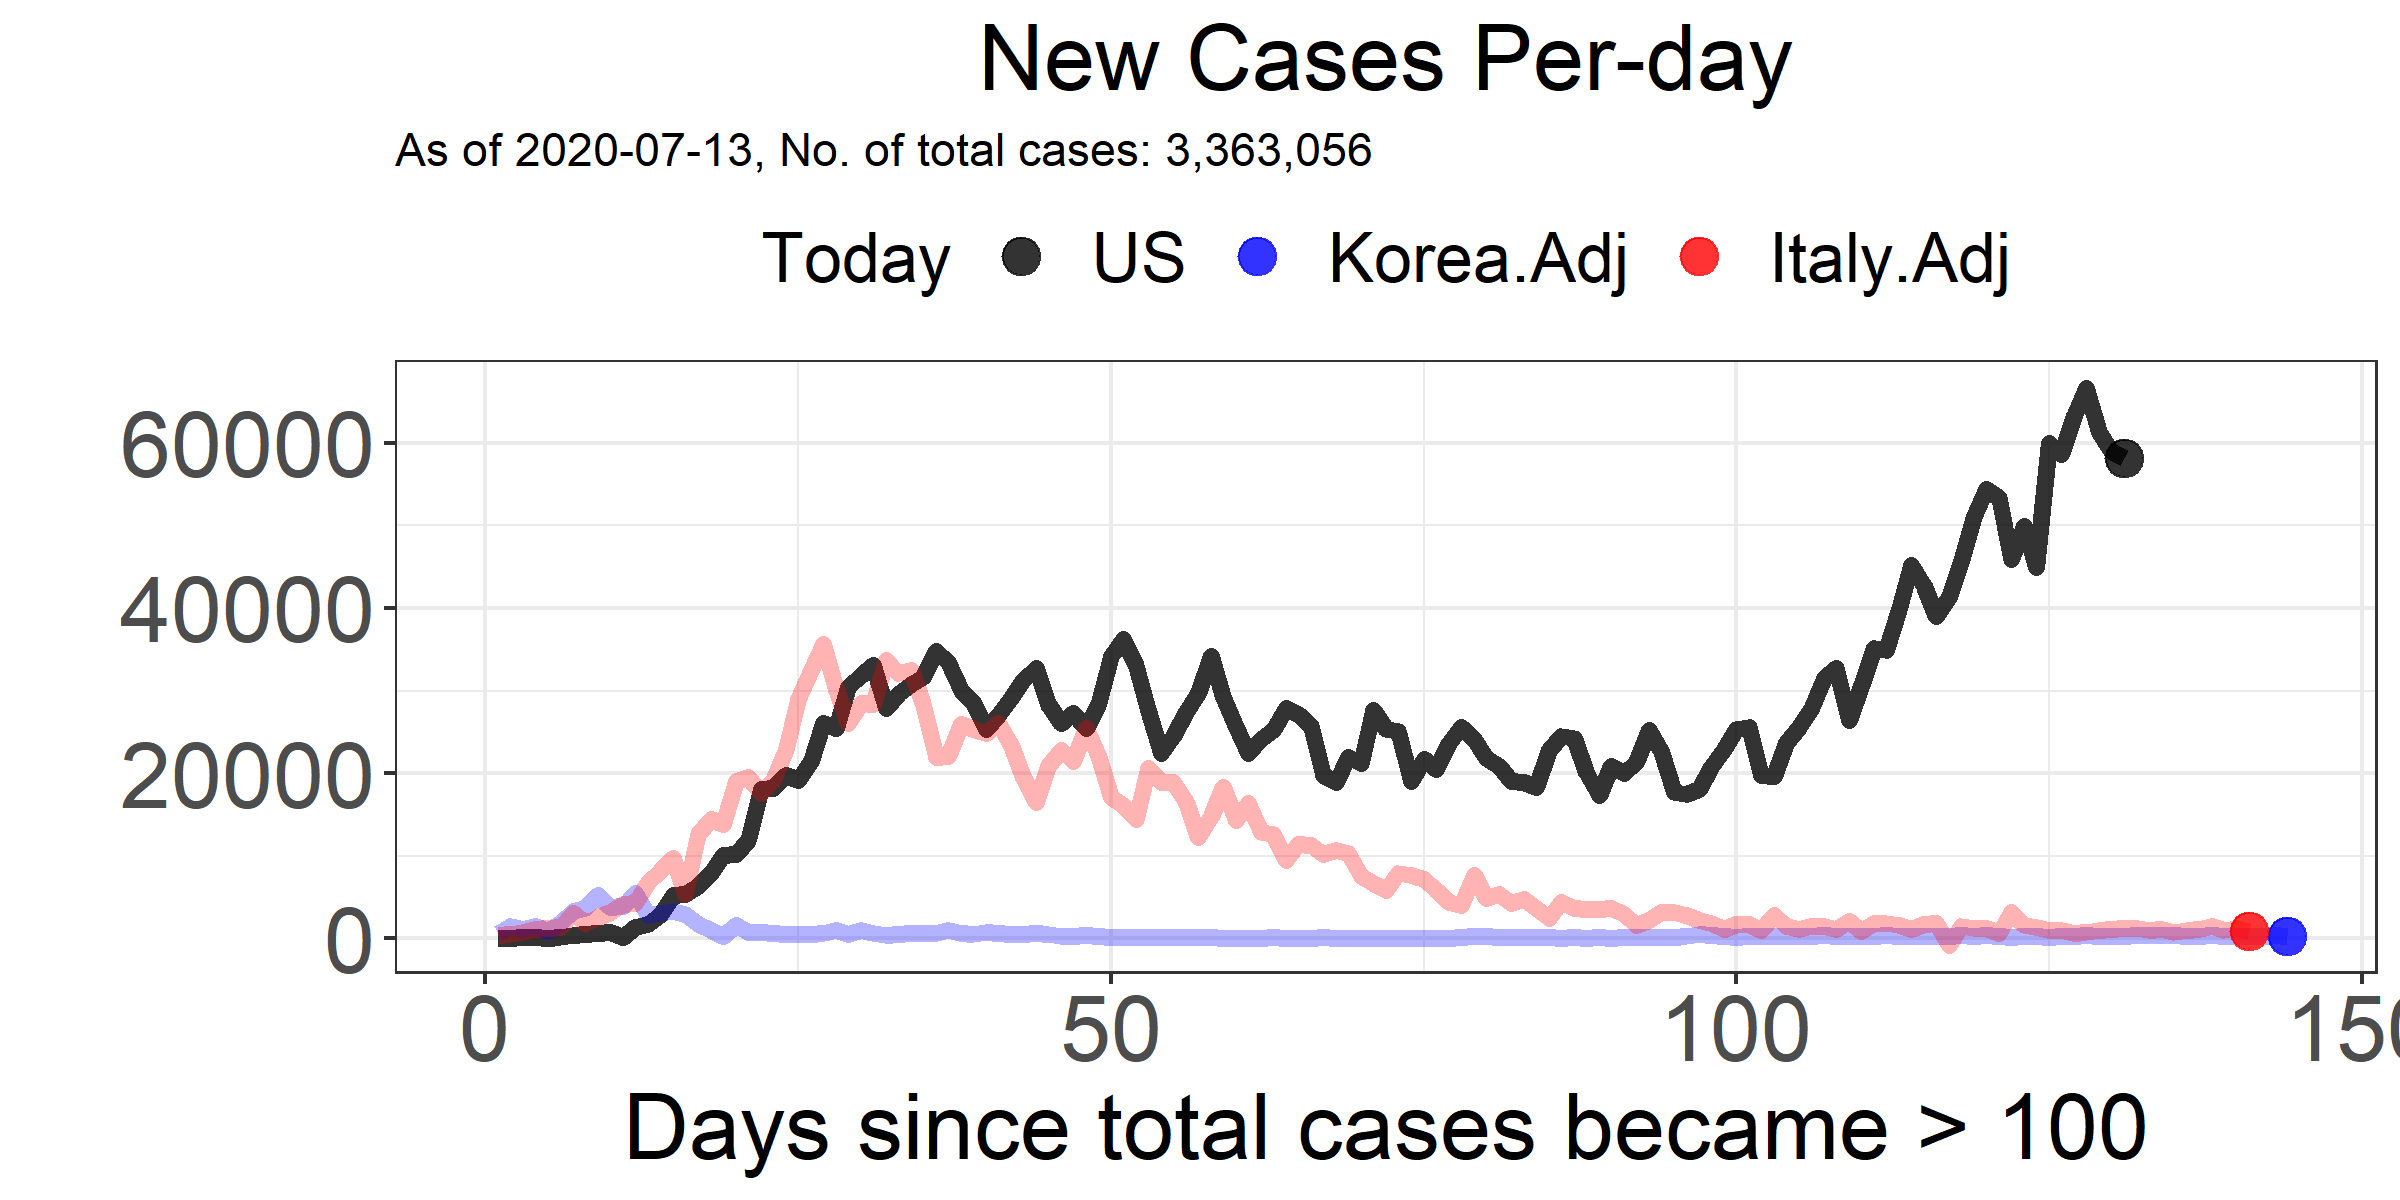 New Cases Per-day
As of 2020-07-13, No. of total cases: 3,363,056
Today US Korea.Adj Italy.Adj
60000
40000
20000
0
0 50 100 150
Days since total cases became > 100